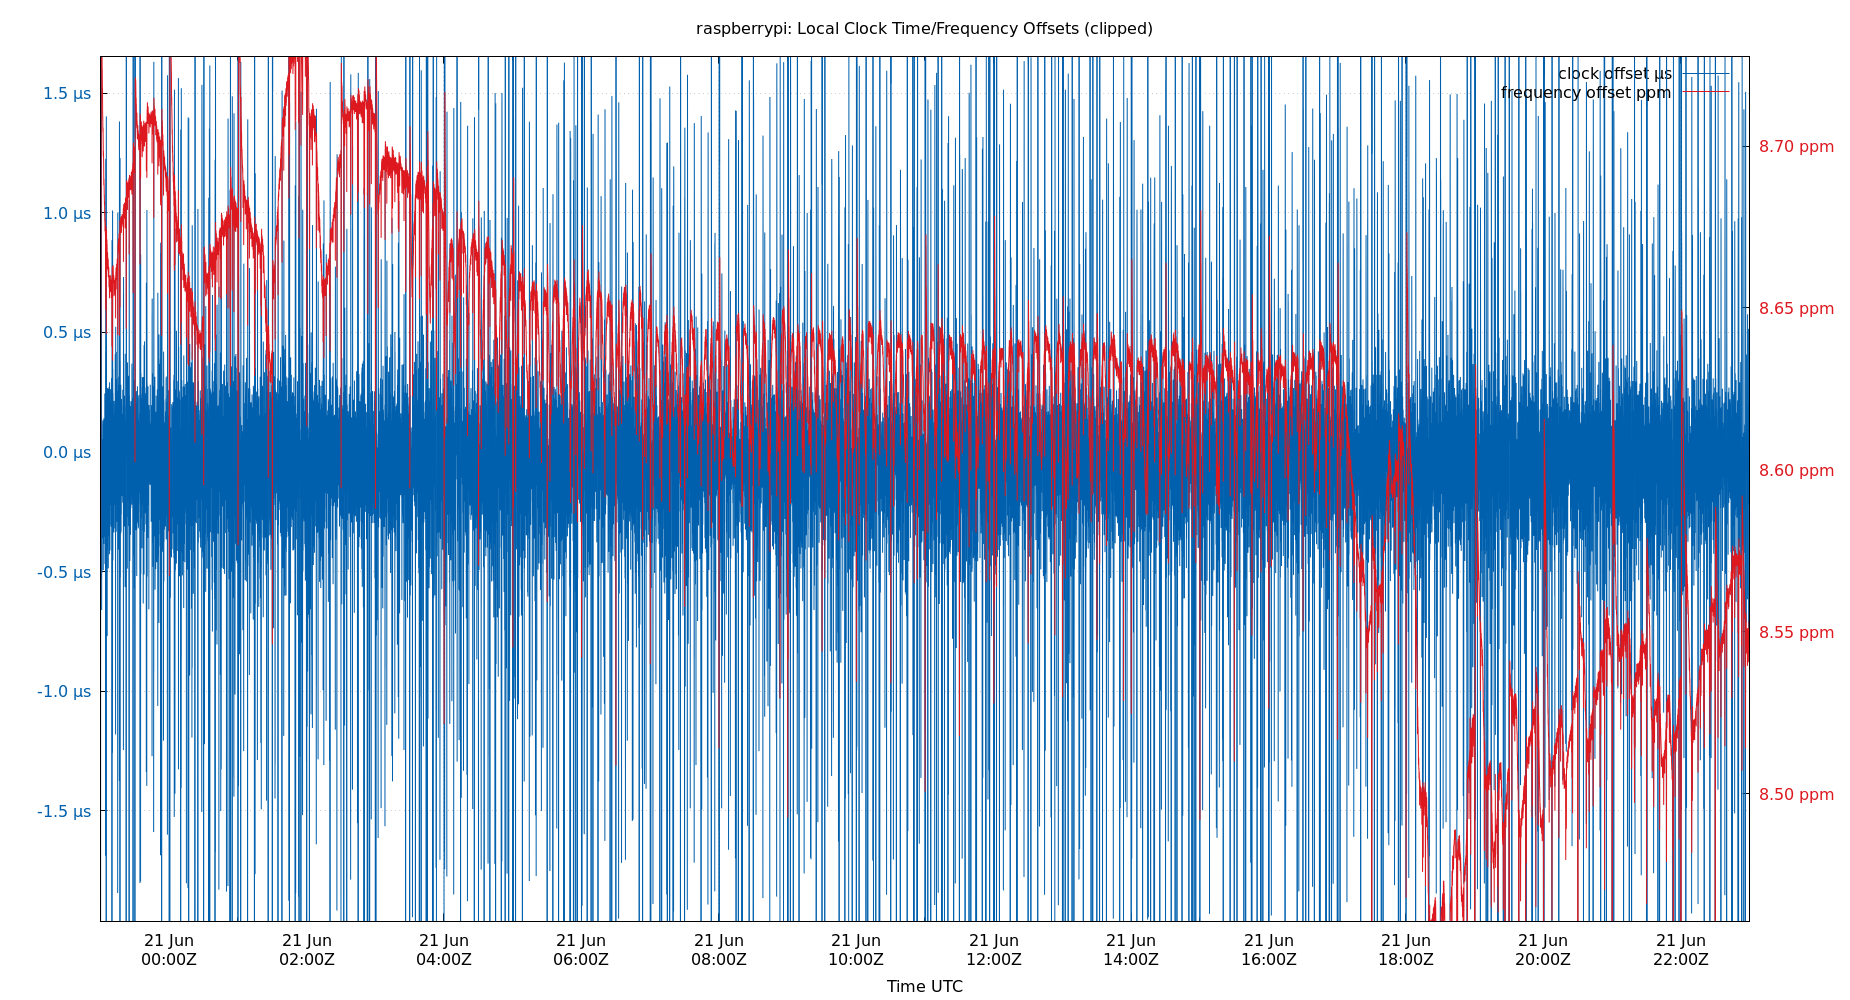 raspberrypi: Local Clock Time/Frequency Offsets (clipped)
clock offset µs
frequency offset ppm
1.5 µs
1.0 µs
0.5 µs
0.0 µs
-0.5 µs
-1.0 µs
-1.5 µs
8.70 ppm
8.65 ppm
8.60 ppm
8.55 ppm
8.50 ppm
21 Jun 21 Jun 21 Jun 21 Jun 21 Jun 21 Jun 21 Jun 21 Jun 21 Jun 21 Jun 21 Jun 21 Jun
00:00Z 02:00Z 04:00Z 06:00Z 08:00Z 10:00Z 12:00Z 14:00Z 16:00Z 18:00Z 20:00Z 22:00Z
Time UTC